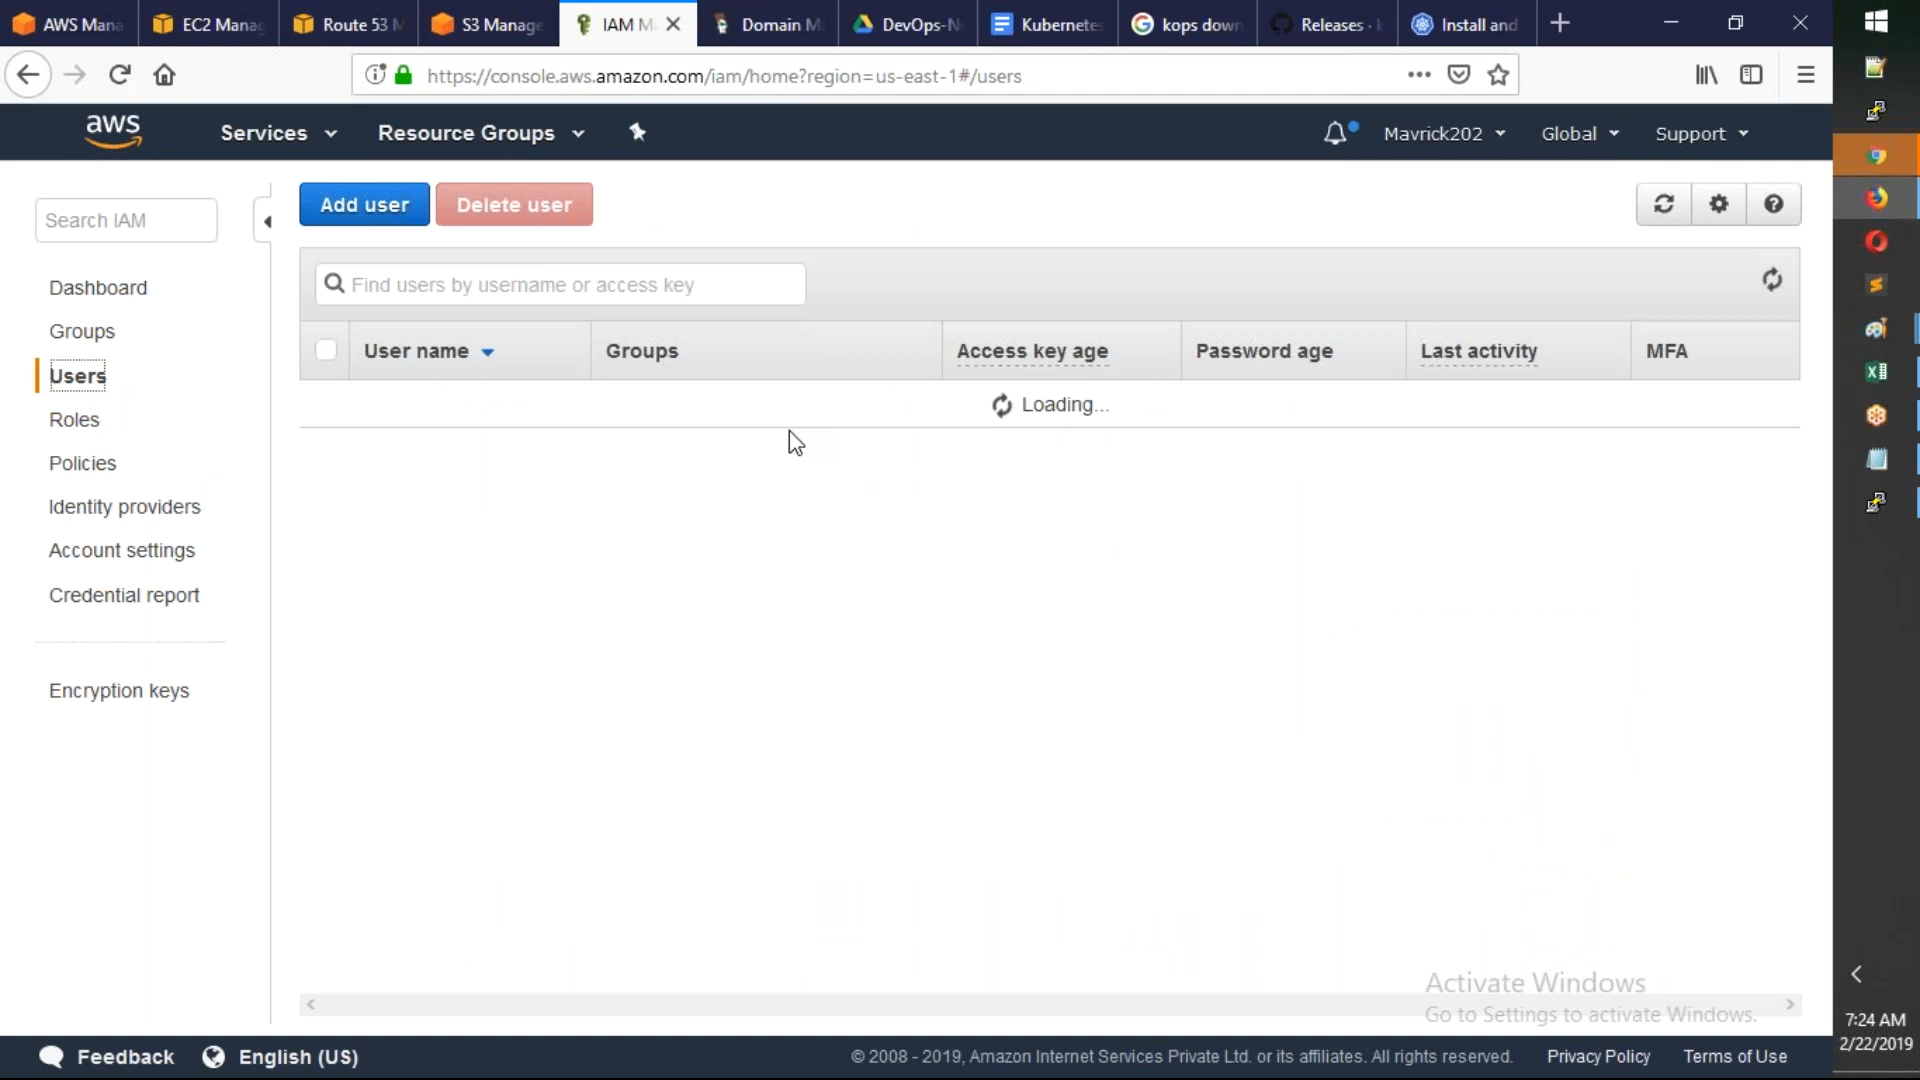 AWS Mana
EC2 Manag
Route 53 M
S3 Manage
IAM M
Domain M
DevOps-N
Kubernetes
kops down
Releases ·
Install and
https://console.aws.amazon.com/iam/home?region=us-east-1#/users
aws
Services
Resource Groups
Mavrick202
Global
Support
Search IAM
Dashboard
Groups
Users
Roles
Policies
Identity providers
Account settings
Credential report
Encryption keys
Add user
Delete user
Find users by username or access key
User name
Groups
Access key age
Password age
Last activity
MFA
Loading...
Activate Windows
Go to Settings to activate Windows.
7:24 AM
2/22/2019
Feedback
English (US)
© 2008 - 2019, Amazon Internet Services Private Ltd. or its affiliates. All rights reserved.
Privacy Policy
Terms of Use